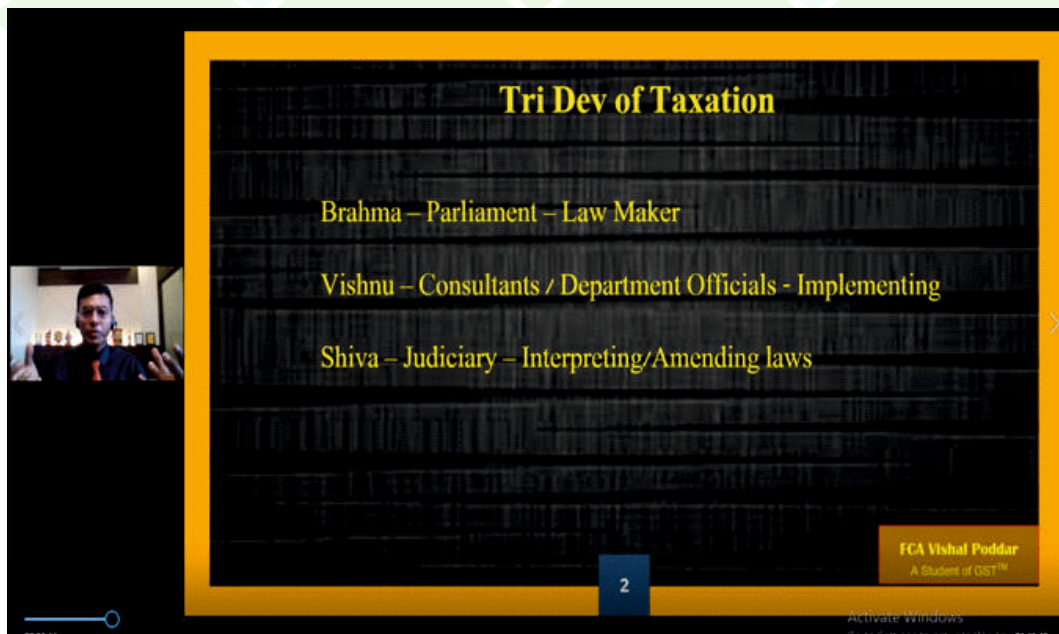 Tri Dev of Taxation
Brahma – Parliament – Law Maker
Vishnu – Consultants / Department Officials - Implementing
Shiva – Judiciary – Interpreting/Amending laws
FCA Vishal Poddar
A Student of GST™
2
Activate Windows